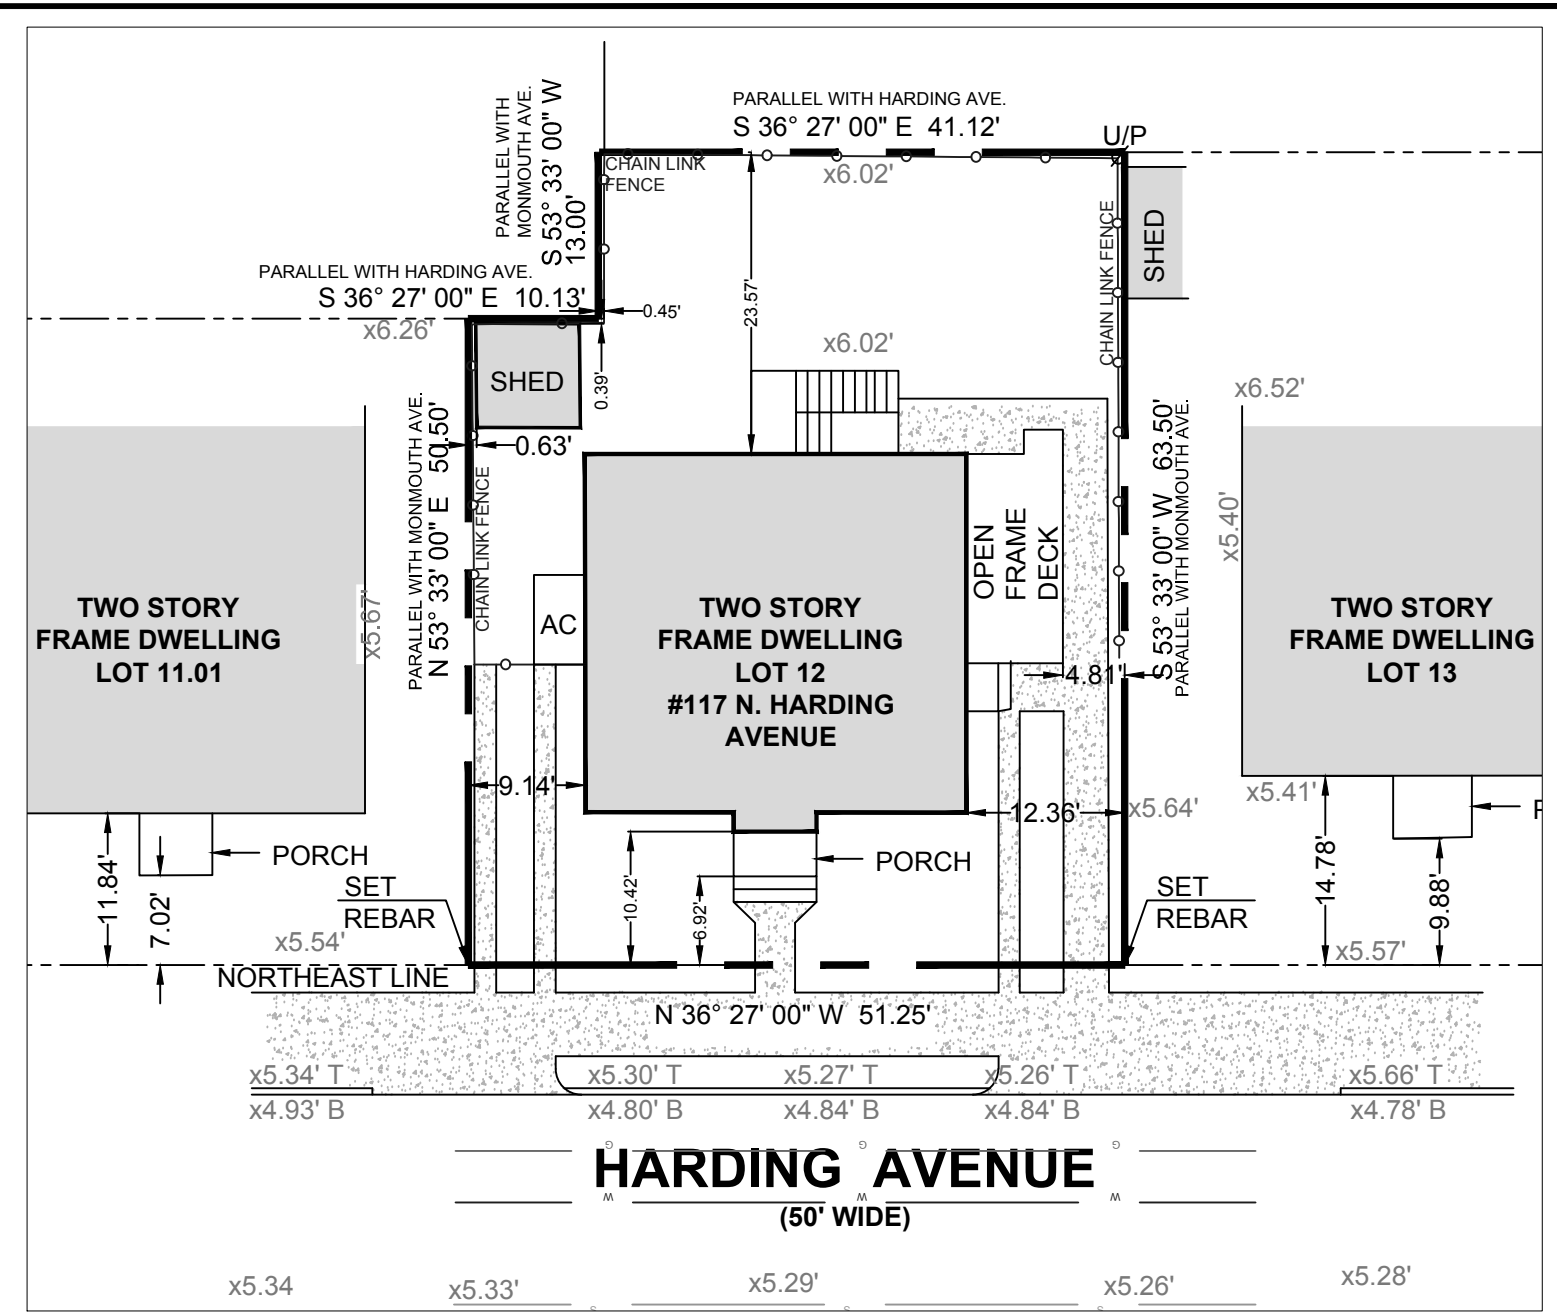 PARALLEL WITH HARDING AVE.
S 36° 27' 00" E 41.12'
U/P
PARALLEL WITH
MONMOUTH AVE.
S 53° 33' 00" W
13.00'
CHAIN LINK
FENCE
x6.02'
CHAIN LINK FENCE
SHED
PARALLEL WITH HARDING AVE.
S 36° 27' 00" E 10.13'
0.45'
23.57'
x6.26'
x6.02'
SHED
0.39'
x6.52'
0.63'
PARALLEL WITH MONMOUTH AVE.
N 53° 33' 00" E 50.50'
CHAIN LINK FENCE
S 53° 33' 00" W 63.50'
PARALLEL WITH MONMOUTH AVE.
x5.40'
OPEN
FRAME
DECK
x5.67'
AC
TWO STORY
FRAME DWELLING
LOT 11.01
TWO STORY
FRAME DWELLING
LOT 12
#117 N. HARDING
AVENUE
TWO STORY
FRAME DWELLING
LOT 13
4.81'
9.14'
12.36'
x5.64'
x5.41'
11.84'
7.02'
PORCH
10.42'
6.92'
PORCH
14.78'
9.88'
P
SET
REBAR
SET
REBAR
x5.54'
x5.57'
NORTHEAST LINE
N 36° 27' 00" W 51.25'
x5.34' T
x5.30' T
x5.27' T
x5.26' T
x5.66' T
x4.93' B
x4.80' B
x4.84' B
x4.84' B
x4.78' B
G G G
HARDING AVENUE
W W W
(50' WIDE)
x5.34
x5.33'
x5.29'
x5.26'
x5.28'
S S S